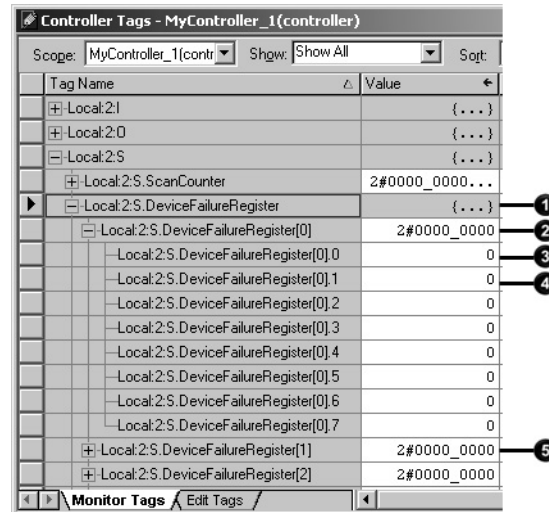 Controller Tags - MyController_1(controller)
Scope: MyController_1(contr Show: Show All Sort:
Tag Name Value
Local:2:I {...}
Local:2:O {...}
Local:2:S {...}
Local:2:S.ScanCounter 2#0000_0000...
Local:2:S.DeviceFailureRegister {...} 1
Local:2:S.DeviceFailureRegister[0] 2#0000_0000 2
Local:2:S.DeviceFailureRegister[0].0 0 3
Local:2:S.DeviceFailureRegister[0].1 0 4
Local:2:S.DeviceFailureRegister[0].2 0
Local:2:S.DeviceFailureRegister[0].3 0
Local:2:S.DeviceFailureRegister[0].4 0
Local:2:S.DeviceFailureRegister[0].5 0
Local:2:S.DeviceFailureRegister[0].6 0
Local:2:S.DeviceFailureRegister[0].7 0
Local:2:S.DeviceFailureRegister[1] 2#0000_0000 5
Local:2:S.DeviceFailureRegister[2] 2#0000_0000
Monitor Tags Edit Tags